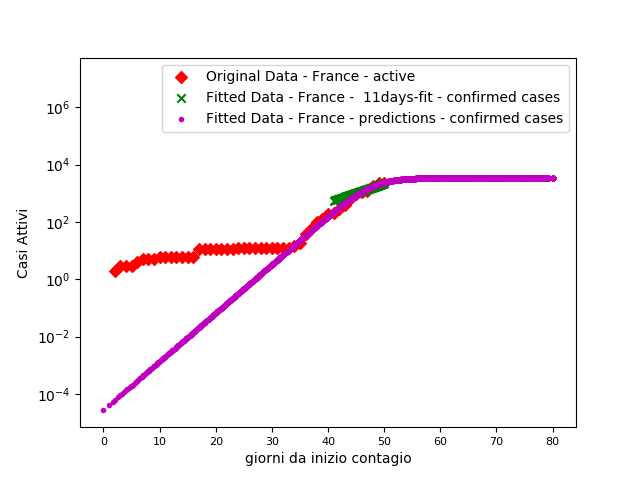 Original Data - France - active
Fitted Data - France -  11days-fit - confirmed cases
Fitted Data - France - predictions - confirmed cases
Casi Attivi
10^6
10^4
10^2
10^0
10^-2
10^-4
0 10 20 30 40 50 60 70 80
giorni da inizio contagio